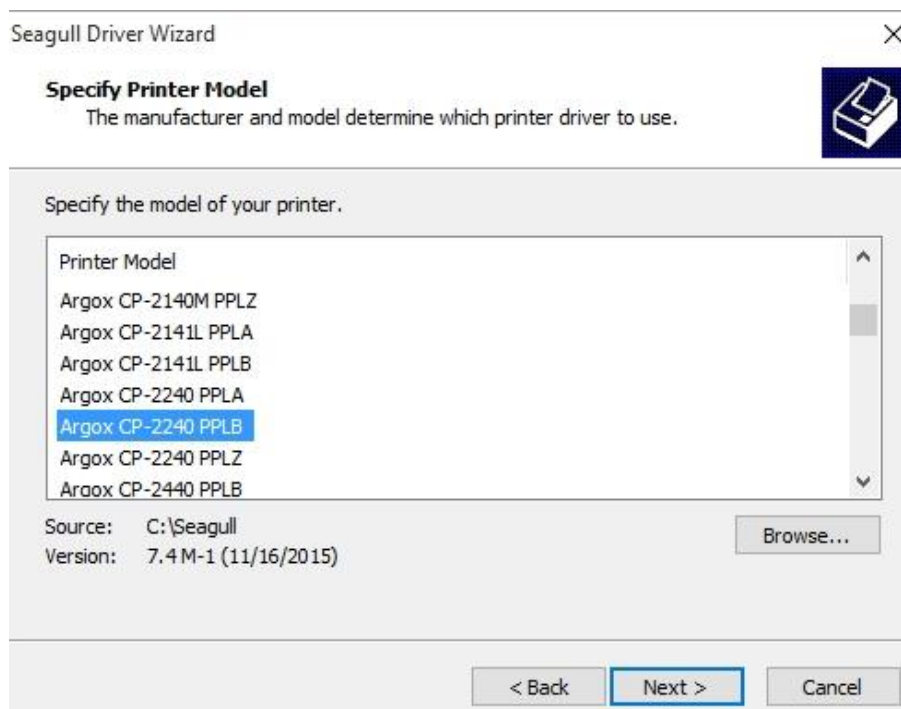 Seagull Driver Wizard
Specify Printer Model
The manufacturer and model determine which printer driver to use.
Specify the model of your printer.
Printer Model
Argox CP-2140M PPLZ
Argox CP-2141L PPLA
Argox CP-2141L PPLB
Argox CP-2240 PPLA
Argox CP-2240 PPLB
Argox CP-2240 PPLZ
Argox CP-2440 PPLB
Source: C:\Seagull
Browse...
Version: 7.4 M-1 (11/16/2015)
< Back Next > Cancel